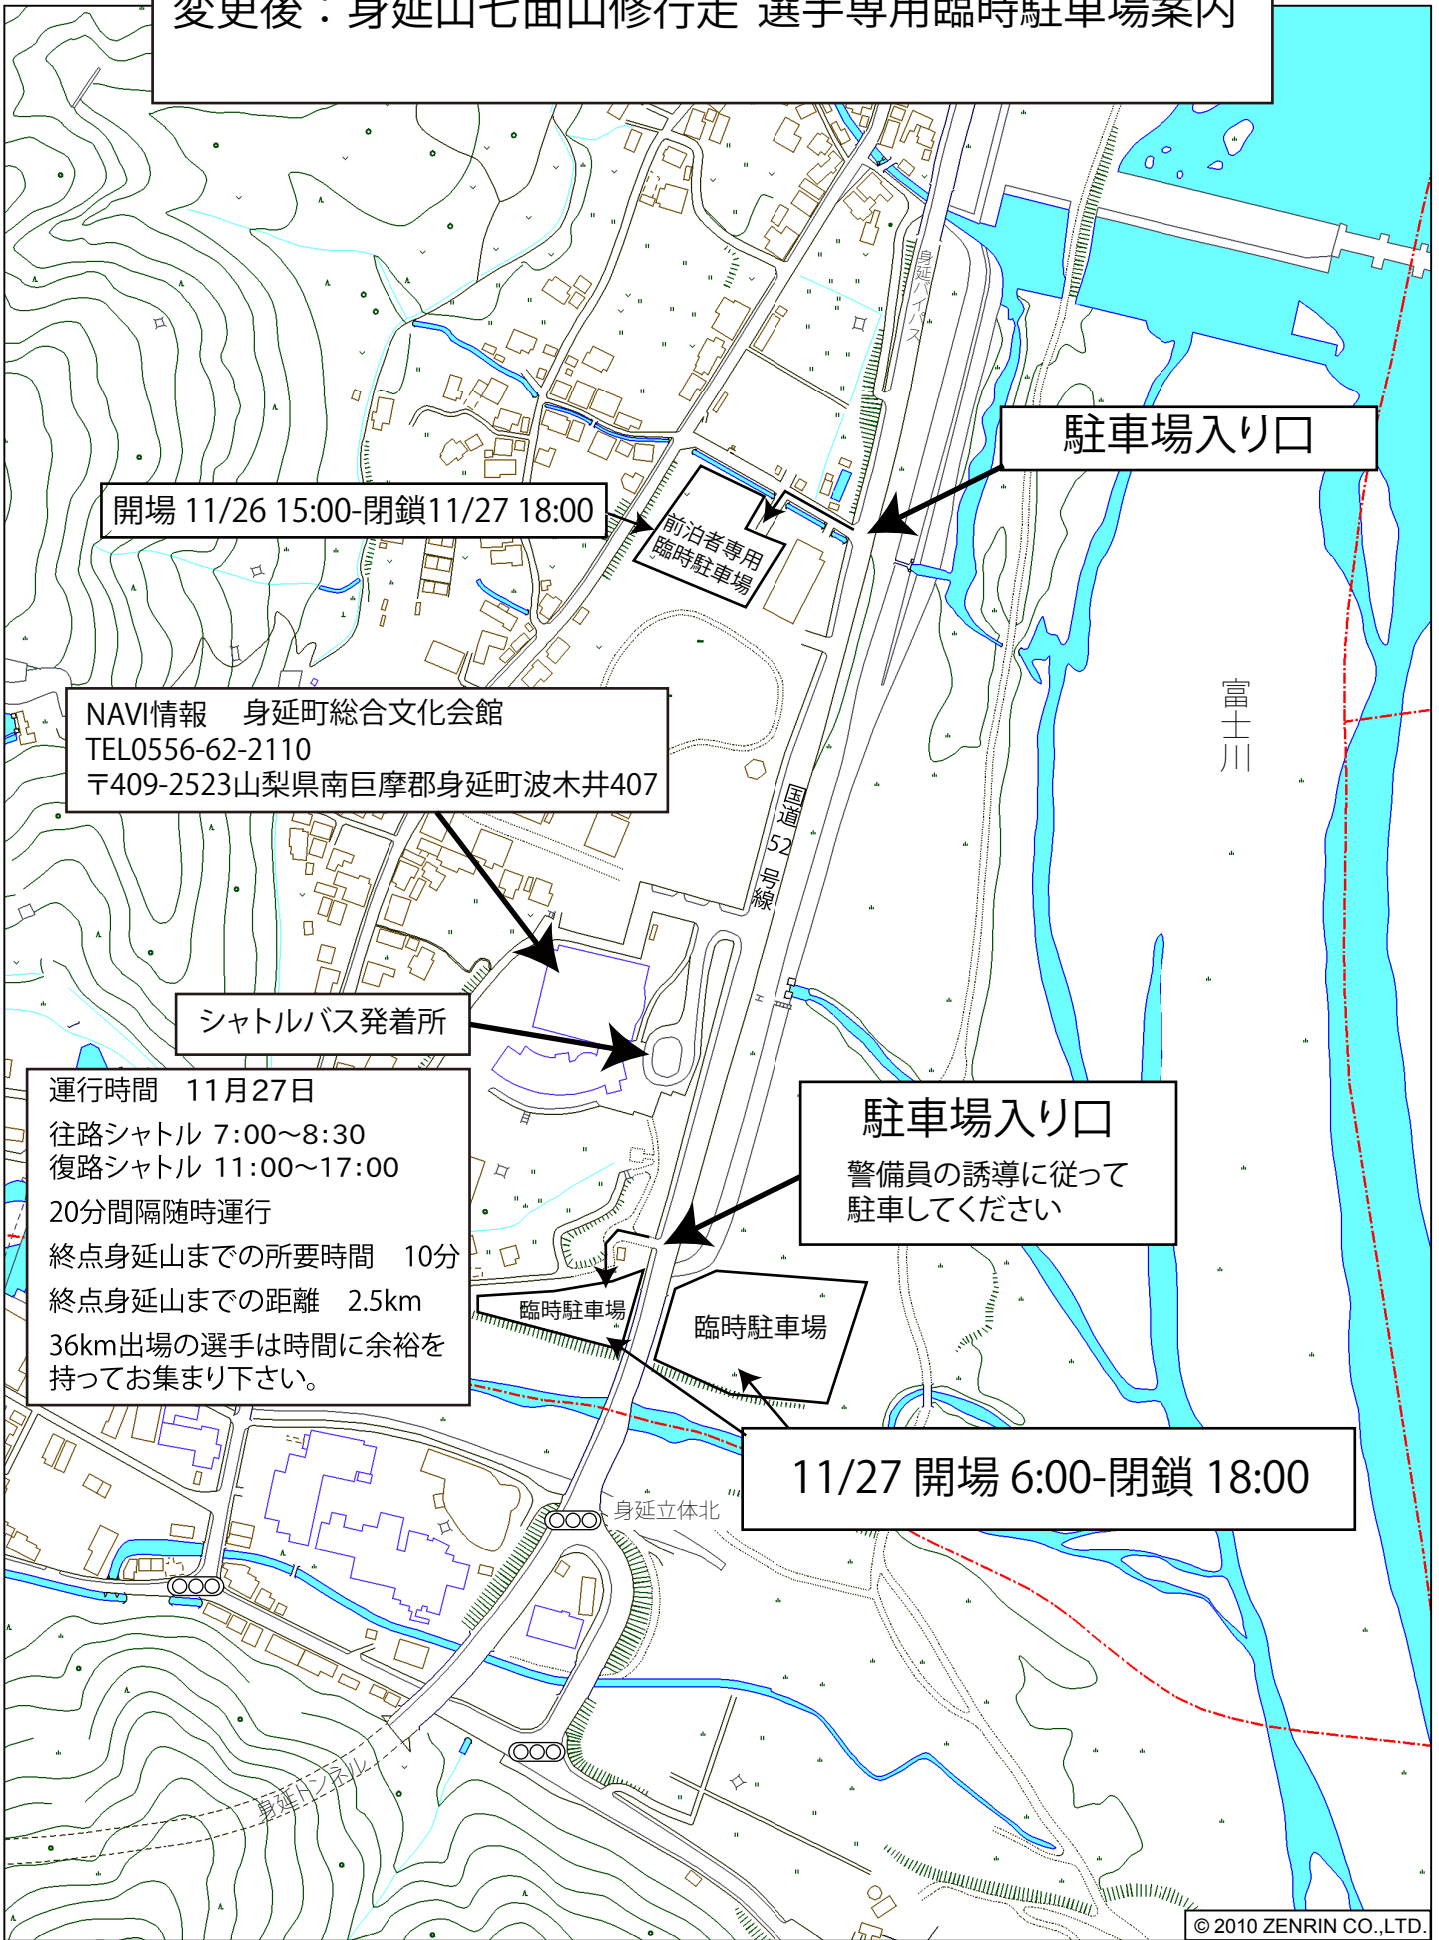 変更後：身延山七面山修行走 選手専用臨時駐車場案内
身延バイパス
駐車場入り口
開場 11/26 15:00-閉鎖11/27 18:00
前泊者専用
臨時駐車場
富士川
NAVI情報　身延町総合文化会館
TEL0556-62-2110
〒409-2523山梨県南巨摩郡身延町波木井407
国道 52 号線
シャトルバス発着所
運行時間　11月27日
往路シャトル 7:00～8:30
復路シャトル 11:00～17:00
20分間隔随時運行
終点身延山までの所要時間　10分
終点身延山までの距離　2.5km
36km出場の選手は時間に余裕を
持ってお集まり下さい。
駐車場入り口
警備員の誘導に従って
駐車してください
臨時駐車場
臨時駐車場
11/27 開場 6:00-閉鎖 18:00
身延立体北
身延トンネル
© 2010 ZENRIN CO.,LTD.